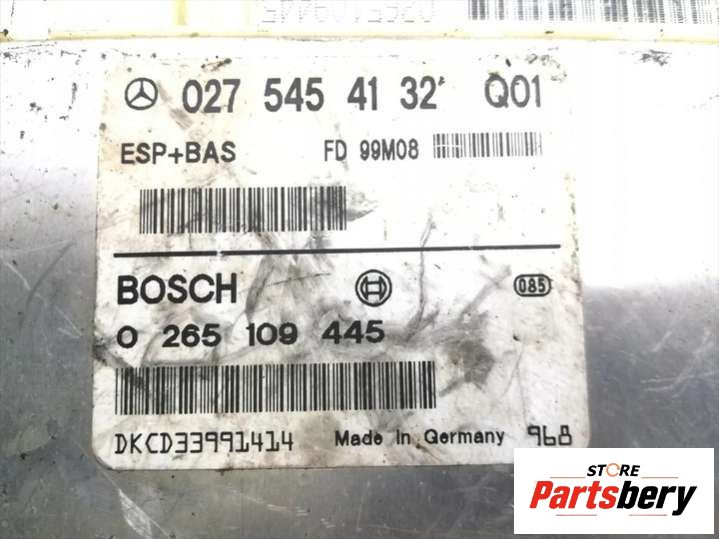 0265109445
027 545 41 32 Q01
ESP+BAS FD 99M08
BOSCH 085
0 265 109 445
DKCD33991414 Made in Germany 968
STORE
Partsbery